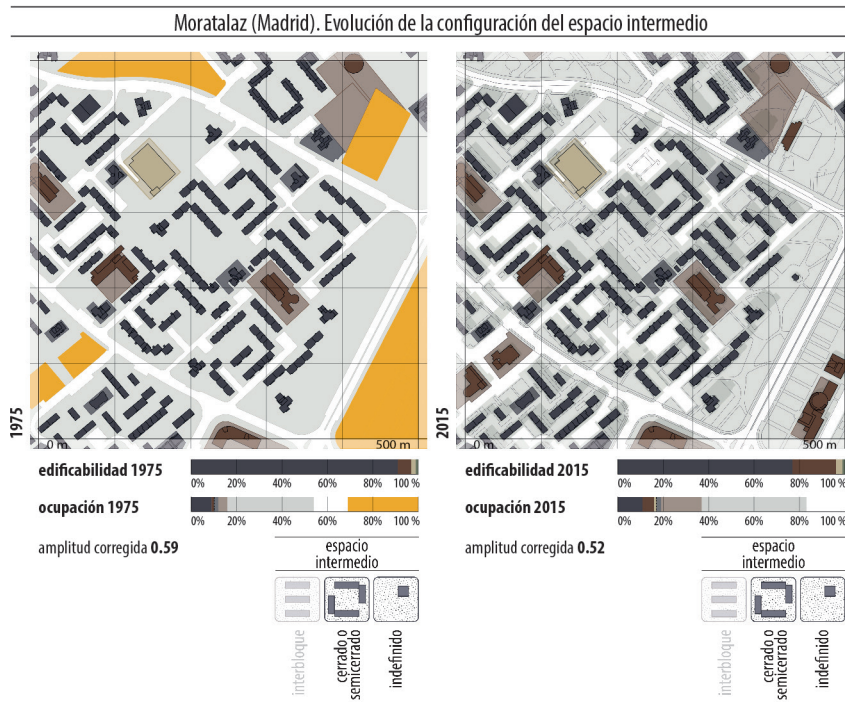 Moratalaz (Madrid). Evolución de la configuración del espacio intermedio
1975
0 m
500 m
edificabilidad 1975
0% 20% 40% 60% 80% 100 %
ocupación 1975
0% 20% 40% 60% 80% 100 %
amplitud corregida 0.59
espacio
intermedio
interbloque
cerrado o
semicerrado
indefinido
2015
0 m
500 m
edificabilidad 2015
0% 20% 40% 60% 80% 100 %
ocupación 2015
0% 20% 40% 60% 80% 100 %
amplitud corregida 0.52
espacio
intermedio
interbloque
cerrado o
semicerrado
indefinido